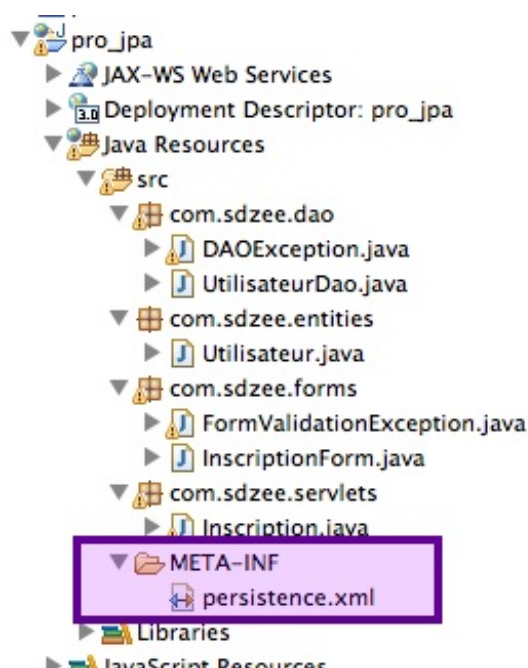 pro_jpa
JAX-WS Web Services
3.0 Deployment Descriptor: pro_jpa
Java Resources
src
com.sdzee.dao
J DAOException.java
J UtilisateurDao.java
com.sdzee.entities
J Utilisateur.java
com.sdzee.forms
J FormValidationException.java
J InscriptionForm.java
com.sdzee.servlets
J Inscription.java
META-INF
persistence.xml
Libraries
JavaScript Resources